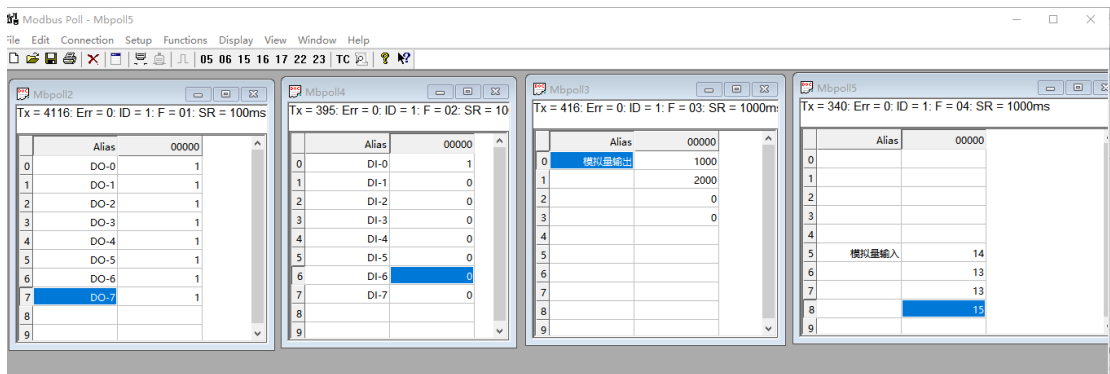 Modbus Poll - Mbpoll5
File Edit Connection Setup Functions Display View Window Help
05 06 15 16 17 22 23 TC
Mbpoll2
Tx = 4116: Err = 0: ID = 1: F = 01: SR = 100ms
Alias 00000
0 DO-0 1
1 DO-1 1
2 DO-2 1
3 DO-3 1
4 DO-4 1
5 DO-5 1
6 DO-6 1
7 DO-7 1
8
9
Mbpoll4
Tx = 395: Err = 0: ID = 1: F = 02: SR = 10
Alias 00000
0 DI-0 1
1 DI-1 0
2 DI-2 0
3 DI-3 0
4 DI-4 0
5 DI-5 0
6 DI-6 0
7 DI-7 0
8
9
Mbpoll3
Tx = 416: Err = 0: ID = 1: F = 03: SR = 1000ms
Alias 00000
0 模拟量输出 1000
1 2000
2 0
3 0
4
5
6
7
8
9
Mbpoll5
Tx = 340: Err = 0: ID = 1: F = 04: SR = 1000ms
Alias 00000
0
1
2
3
4
5 模拟量输入 14
6 13
7 13
8 15
9